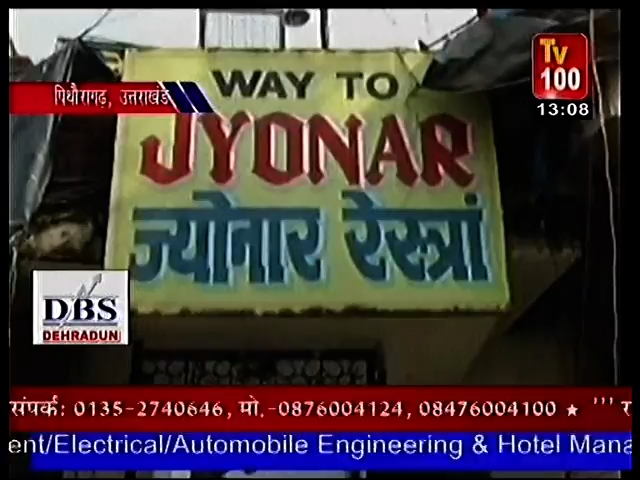 Tv
100
13:08
पिथौरागढ़, उत्तराखंड
WAY TO
JYONAR
ज्योनार रेस्त्रां
DBS
DEHRADUN
संपर्क: 0135-2740646, मो.-0876004124, 08476004100 ★ ''' र
ent/Electrical/Automobile Engineering & Hotel Mana